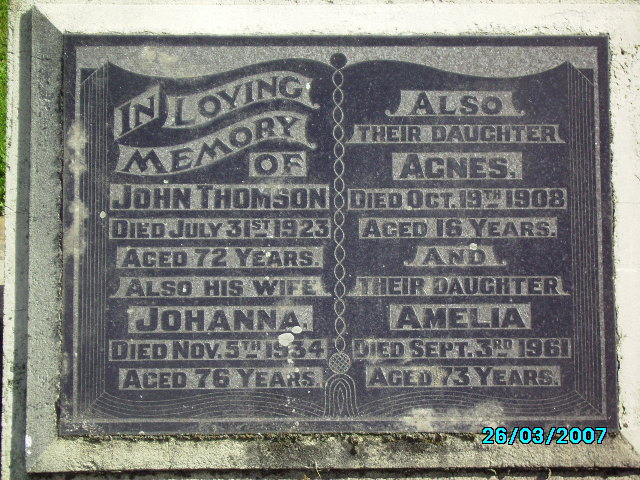 IN LOVING
MEMORY
OF
JOHN THOMSON
DIED JULY 31ST 1923
AGED 72 YEARS.
ALSO HIS WIFE
JOHANNA,
DIED NOV. 5TH 1934
AGED 76 YEARS.
ALSO
THEIR DAUGHTER
AGNES,
DIED OCT. 19TH 1908
AGED 16 YEARS.
AND
THEIR DAUGHTER
AMELIA
DIED SEPT. 3RD 1961
AGED 73 YEARS.
26/03/2007